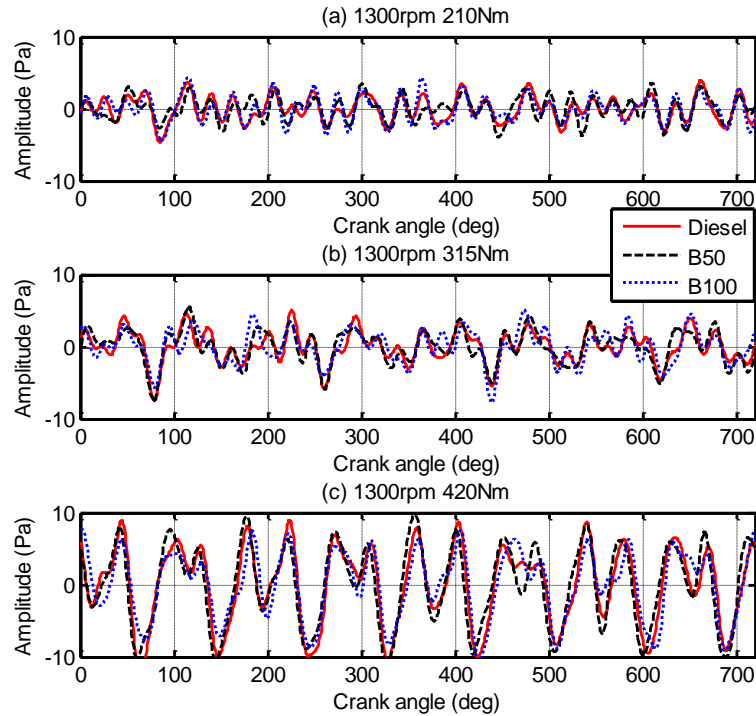 (a) 1300rpm 210Nm
10
0
-10
Amplitude (Pa)
0 100 200 300 400 500 600 700
Crank angle (deg)
Diesel
B50
B100
(b) 1300rpm 315Nm
10
0
-10
Amplitude (Pa)
0 100 200 300 400 500 600 700
Crank angle (deg)
(c) 1300rpm 420Nm
10
0
-10
Amplitude (Pa)
0 100 200 300 400 500 600 700
Crank angle (deg)